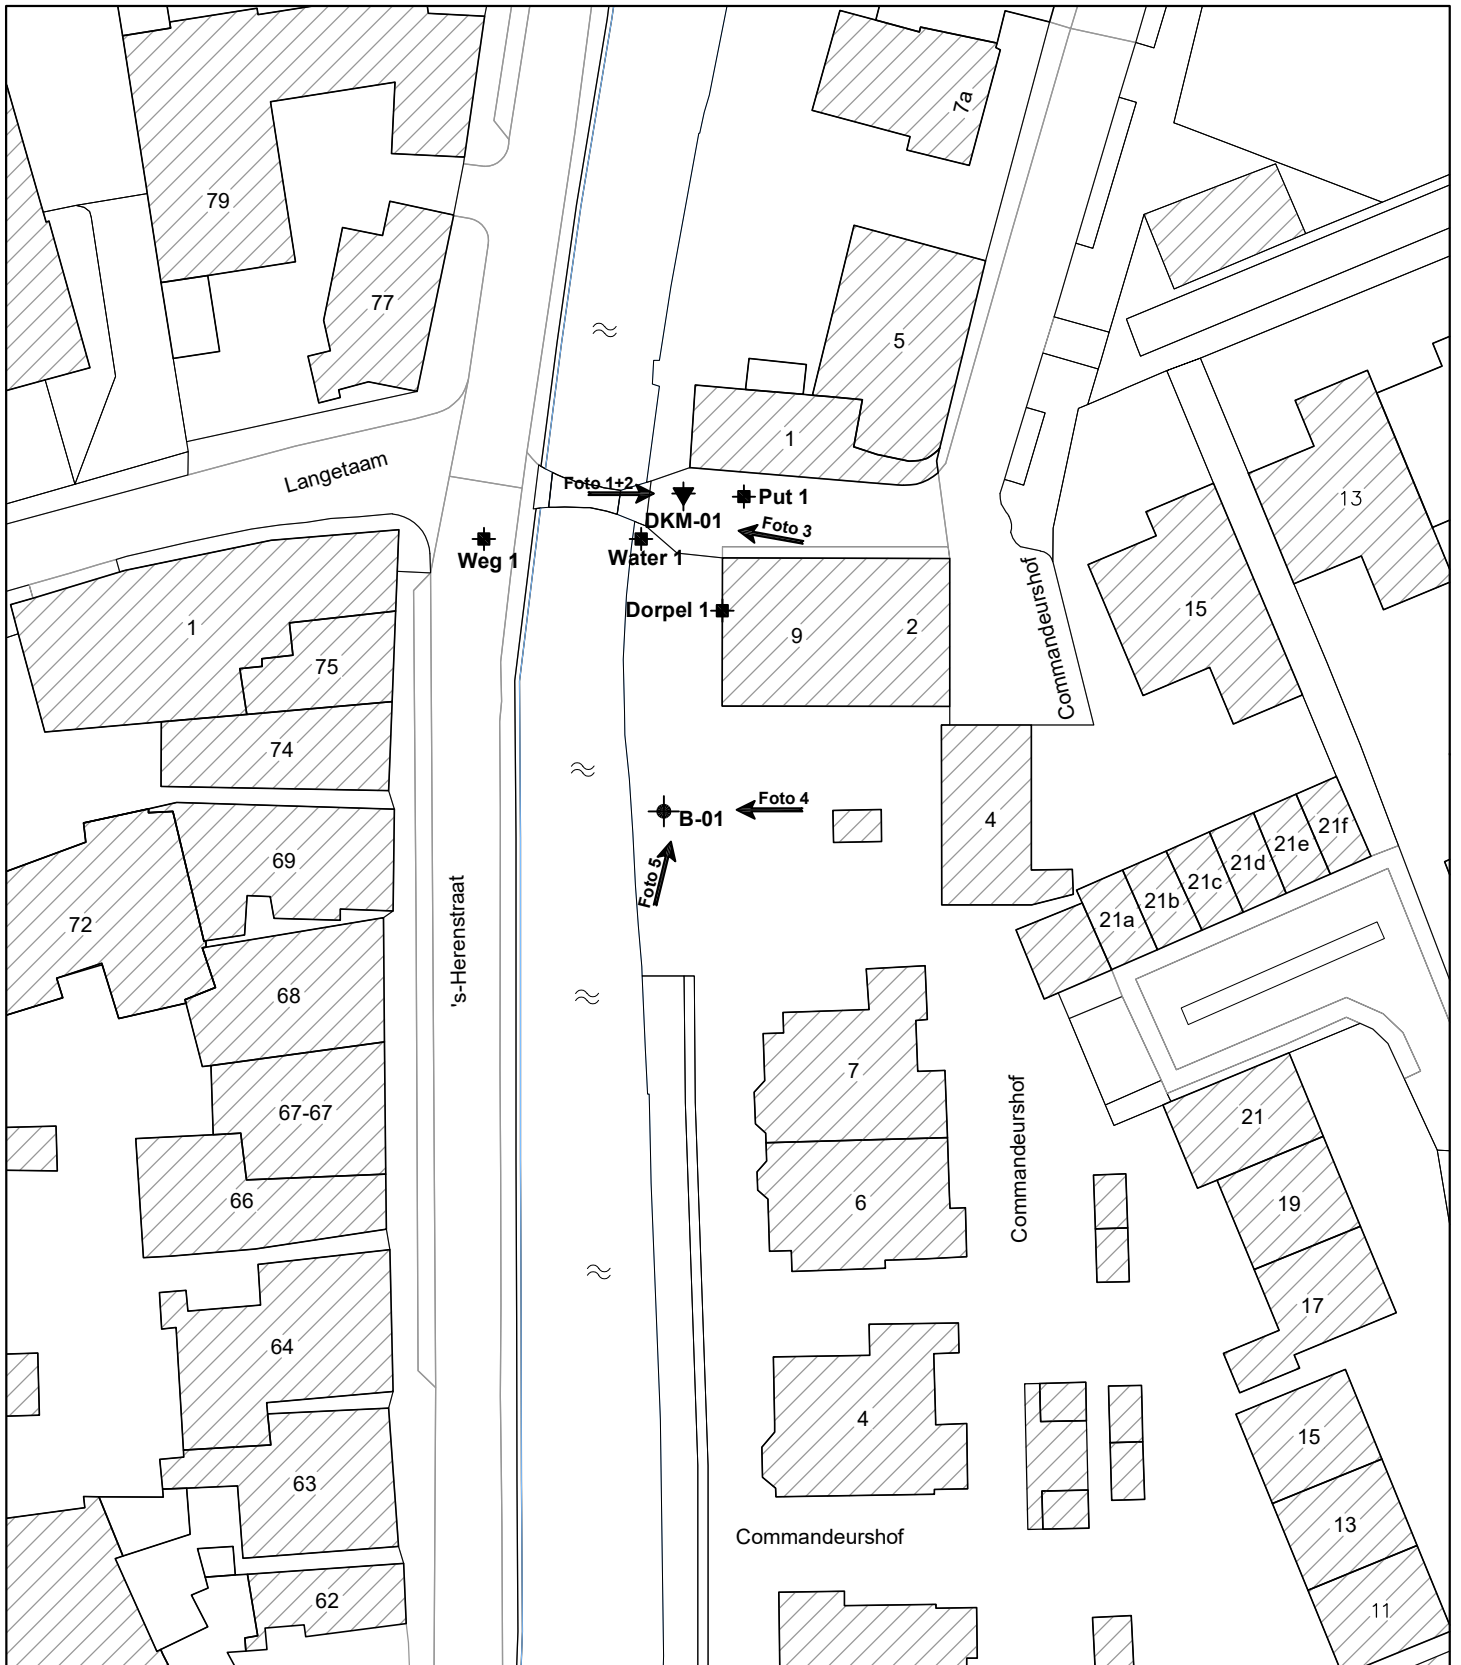 7a
79
77
5
1
Langetaam
Foto 1+2
Put 1
DKM-01
Foto 3
13
Weg 1
Water 1
Commandeurshof
Dorpel 1
15
1
9
2
75
74
Foto 4
B-01
4
21f
21e
21d
21c
21b
21a
69
Foto 5
72
's-Herenstraat
68
7
67-67
Commandeurshof
21
66
6
19
17
64
4
15
63
13
Commandeurshof
62
11